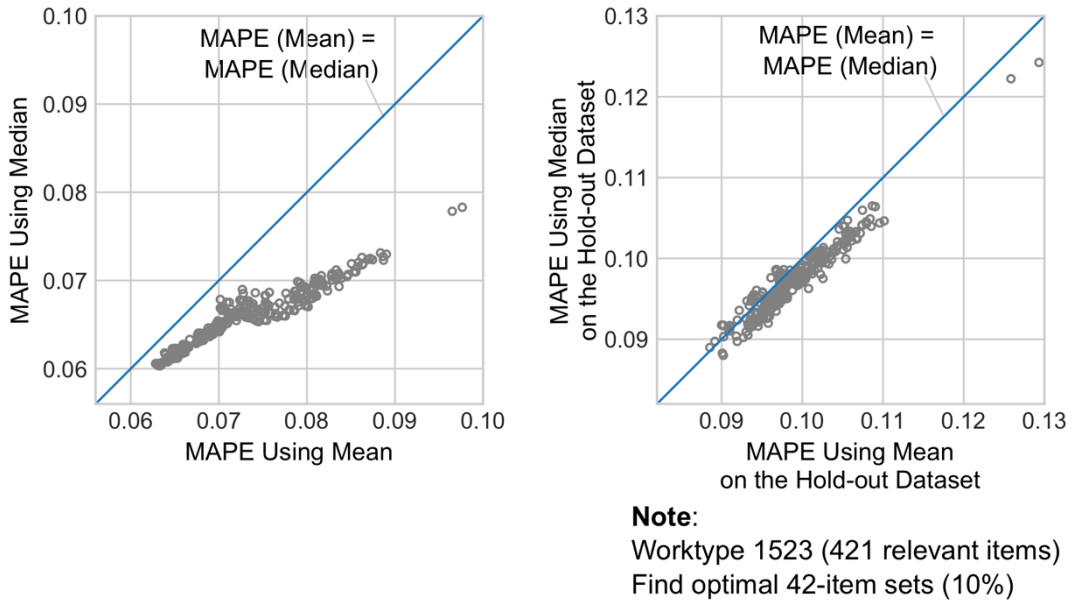 MAPE (Mean) =
MAPE (Median)
0.10
0.09
0.08
0.07
0.06
MAPE Using Median
0.06 0.07 0.08 0.09 0.10
MAPE Using Mean
MAPE (Mean) =
MAPE (Median)
0.13
0.12
0.11
0.10
0.09
MAPE Using Median
on the Hold-out Dataset
0.09 0.10 0.11 0.12 0.13
MAPE Using Mean
on the Hold-out Dataset
Note:
Worktype 1523 (421 relevant items)
Find optimal 42-item sets (10%)